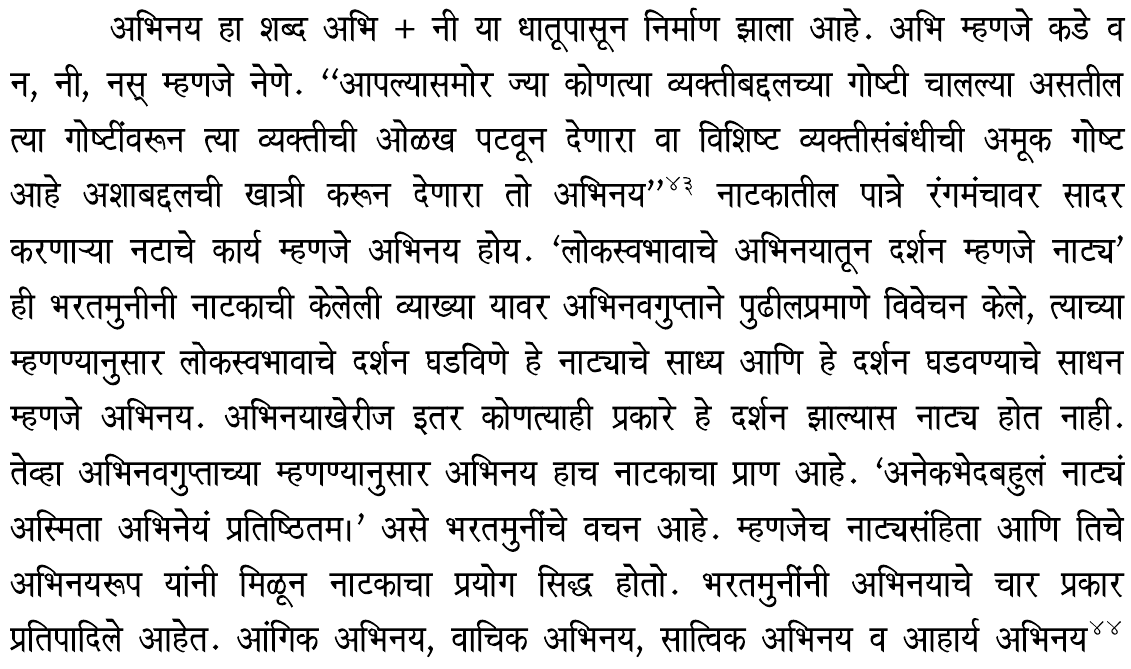 अभिनय हा शब्द अभि + नी या धातूपासून निर्माण झाला आहे. अभि म्हणजे कडे व
न, नी, नस् म्हणजे नेणे. “आपल्यासमोर ज्या कोणत्या व्यक्तीबद्दलच्या गोष्टी चालल्या असतील
त्या गोष्टींवरून त्या व्यक्तीची ओळख पटवून देणारा वा विशिष्ट व्यक्तीसंबंधीची अमूक गोष्ट
आहे अशाबद्दलची खात्री करून देणारा तो अभिनय”४३ नाटकातील पात्रे रंगमंचावर सादर
करणाऱ्या नटाचे कार्य म्हणजे अभिनय होय. ‘लोकस्वभावाचे अभिनयातून दर्शन म्हणजे नाट्य’
ही भरतमुनीनी नाटकाची केलेली व्याख्या यावर अभिनवगुप्ताने पुढीलप्रमाणे विवेचन केले, त्याच्या
म्हणण्यानुसार लोकस्वभावाचे दर्शन घडविणे हे नाट्याचे साध्य आणि हे दर्शन घडवण्याचे साधन
म्हणजे अभिनय. अभिनयाखेरीज इतर कोणत्याही प्रकारे हे दर्शन झाल्यास नाट्य होत नाही.
तेव्हा अभिनवगुप्ताच्या म्हणण्यानुसार अभिनय हाच नाटकाचा प्राण आहे. ‘अनेकभेदबहुलं नाट्यं
अस्मिता अभिनेयं प्रतिष्ठितम।’ असे भरतमुनींचे वचन आहे. म्हणजेच नाट्यसंहिता आणि तिचे
अभिनयरूप यांनी मिळून नाटकाचा प्रयोग सिद्ध होतो. भरतमुनींनी अभिनयाचे चार प्रकार
प्रतिपादिले आहेत. आंगिक अभिनय, वाचिक अभिनय, सात्विक अभिनय व आहार्य अभिनय४४